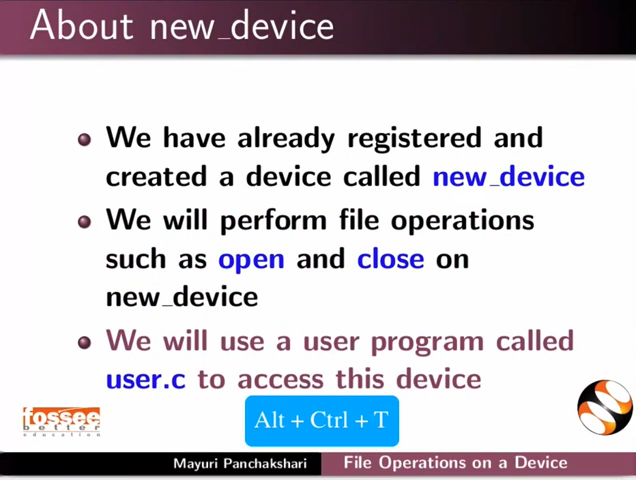 About new_device
We have already registered and
created a device called new_device
We will perform file operations
such as open and close on
new_device
We will use a user program called
user.c to access this device
fossee
better
education
Alt + Ctrl + T
Mayuri Panchakshari File Operations on a Device